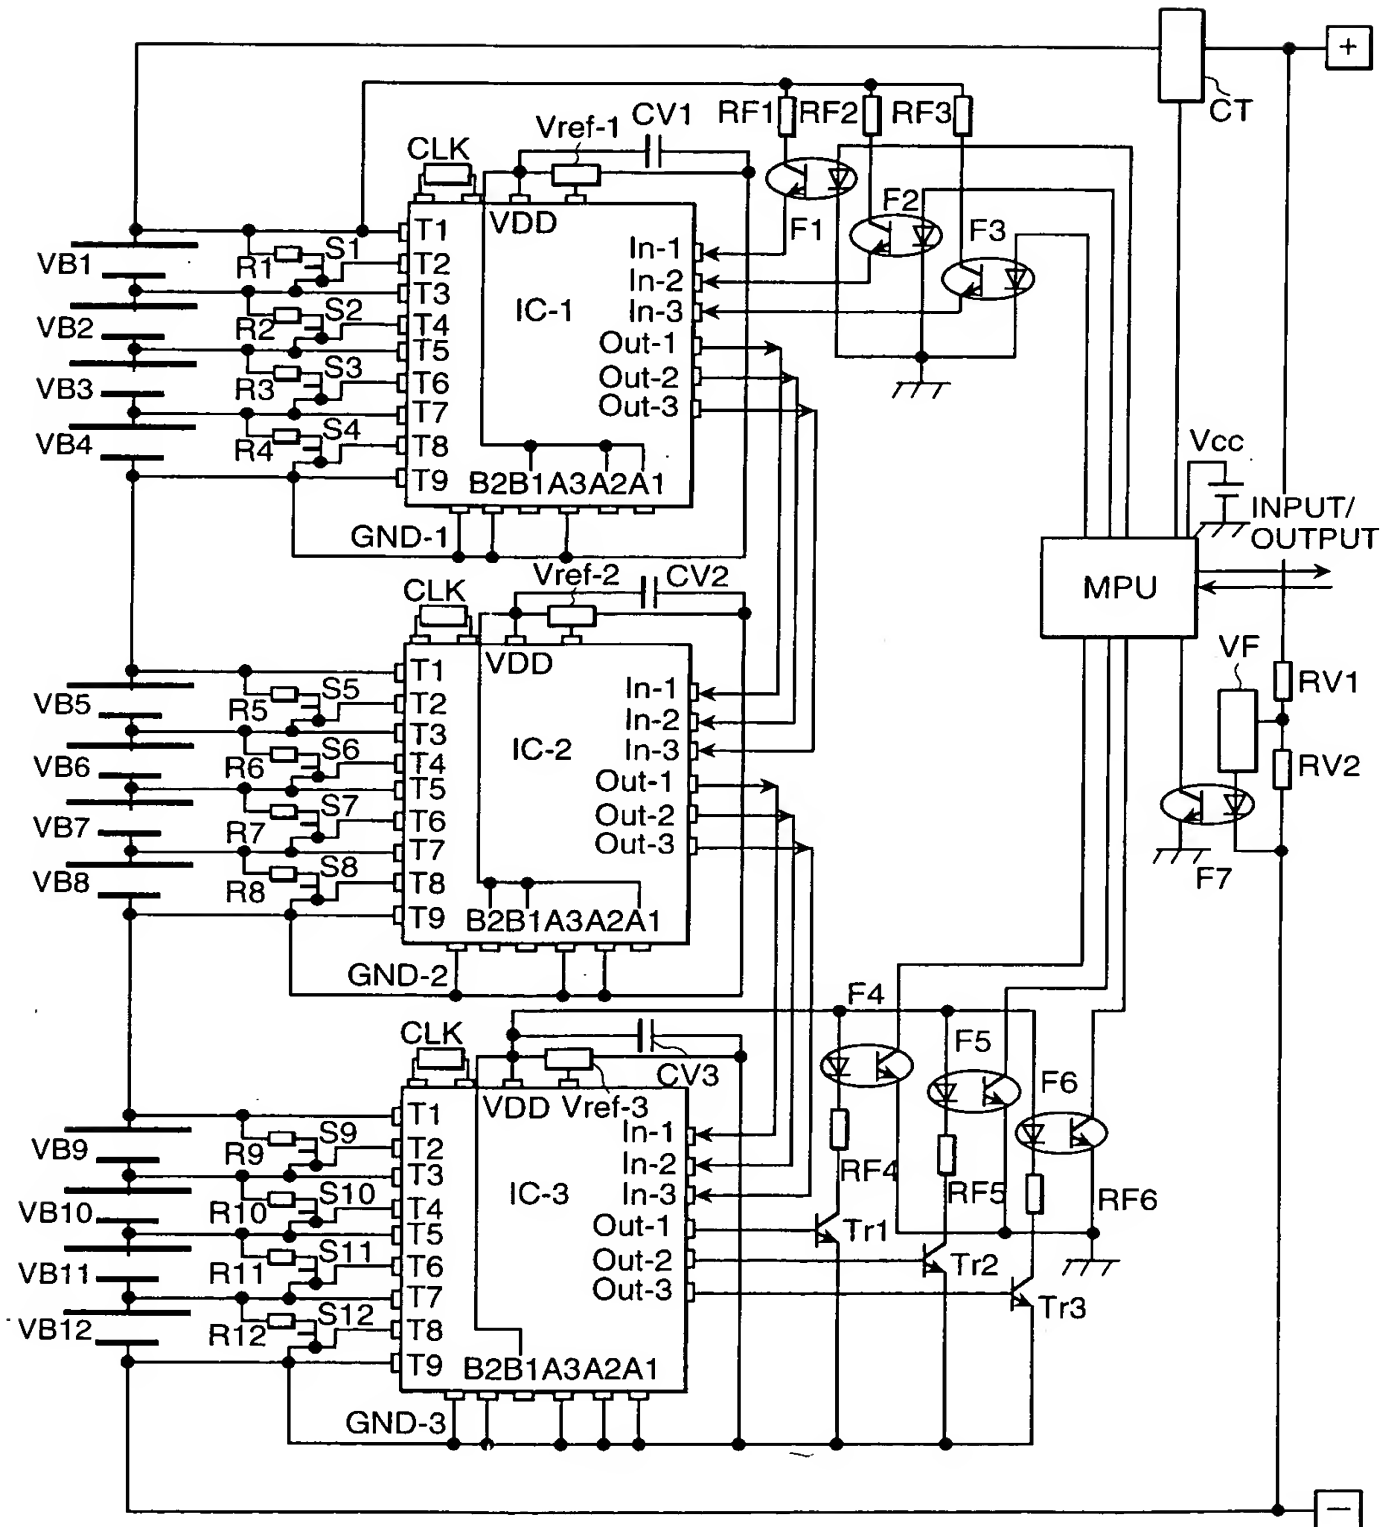 +
CT
RF1 RF2 RF3
CV1
Vref-1
CLK
VDD
F1
F2
F3
T1
T2
T3
T4
T5
T6
T7
T8
T9
S1
S2
S3
S4
R1
R2
R3
R4
VB1
VB2
VB3
VB4
IC-1
In-1
In-2
In-3
Out-1
Out-2
Out-3
B2B1A3A2A1
GND-1
Vcc
INPUT/
OUTPUT
MPU
Vref-2
CV2
CLK
VDD
T1
T2
T3
T4
T5
T6
T7
T8
T9
S5
S6
S7
S8
R5
R6
R7
R8
VB5
VB6
VB7
VB8
IC-2
In-1
In-2
In-3
Out-1
Out-2
Out-3
B2B1A3A2A1
GND-2
VF
RV1
RV2
F7
CLK
CV3
VDD
Vref-3
F4
F5
F6
T1
T2
T3
T4
T5
T6
T7
T8
T9
S9
S10
S11
S12
R9
R10
R11
R12
VB9
VB10
VB11
VB12
IC-3
In-1
In-2
In-3
Out-1
Out-2
Out-3
B2B1A3A2A1
GND-3
RF4
RF5
RF6
Tr1
Tr2
Tr3
−